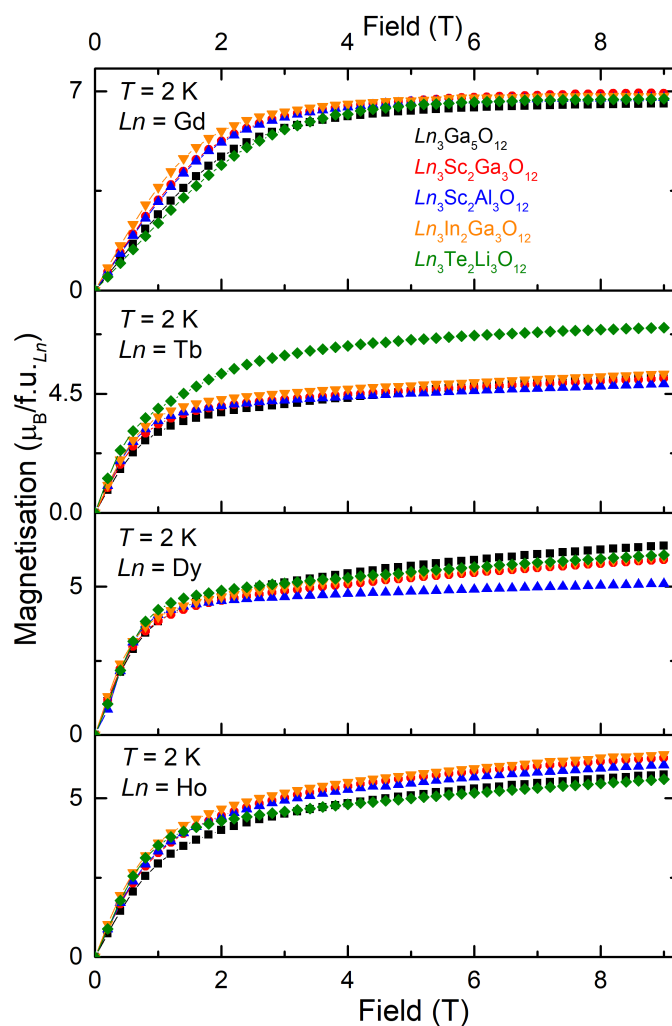 Field (T)
0 2 4 6 8
7
T = 2 K
Ln = Gd
Ln₃Ga₅O₁₂
Ln₃Sc₂Ga₃O₁₂
Ln₃Sc₂Al₃O₁₂
Ln₃In₂Ga₃O₁₂
Ln₃Te₂Li₃O₁₂
0
T = 2 K
Ln = Tb
4.5
0.0
Magnetisation (μ_B/f.u._Ln)
T = 2 K
Ln = Dy
5
0
T = 2 K
Ln = Ho
5
0
0 2 4 6 8
Field (T)